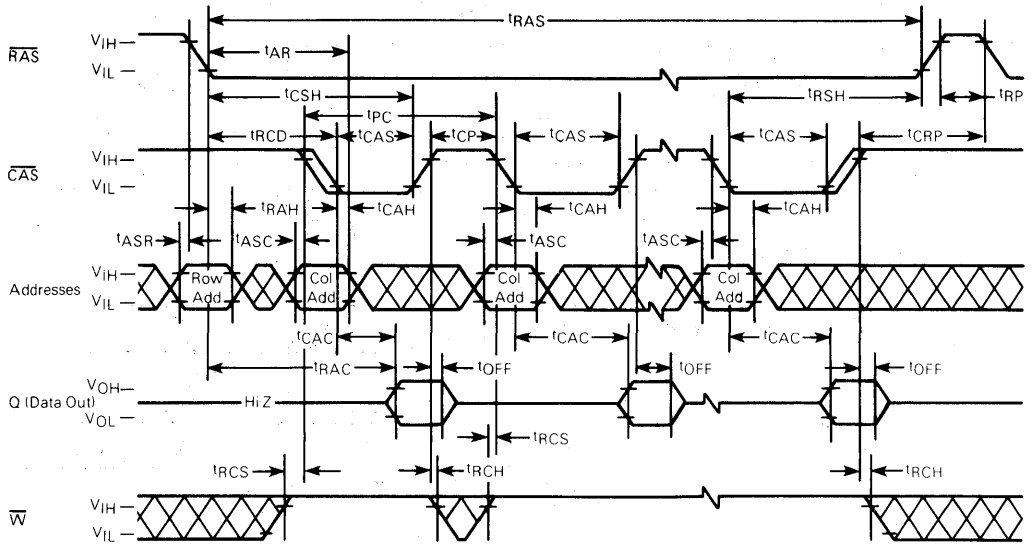 tRAS
RAS
VIH
VIL
tAR
tCSH
tRSH
tRP
tPC
tRCD
tCAS
tCP
tCAS
tCAS
tCRP
CAS
VIH
VIL
tRAH
tCAH
tCAH
tCAH
tASR
tASC
tASC
tASC
Addresses
VIH
VIL
Row Add
Col Add
Col Add
Col Add
tCAC
tCAC
tCAC
tRAC
tOFF
tOFF
tOFF
Q (Data Out)
VOH
VOL
Hi Z
tRCS
tRCS
tRCH
tRCH
W
VIH
VIL